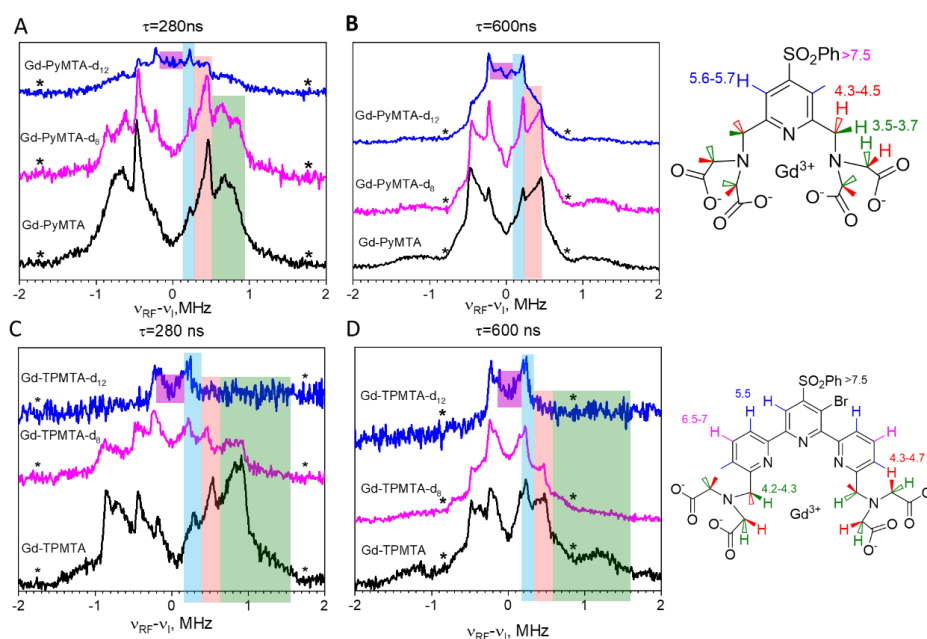 A
τ=280ns
Gd-PyMTA-d₁₂
*
*
Gd-PyMTA-d₈
*
*
Gd-PyMTA
*
*
-2 -1 0 1 2
νRF-νI,MHz
B
τ=600ns
Gd-PyMTA-d₁₂
*
*
Gd-PyMTA-d₈
*
*
Gd-PyMTA
*
*
-2 -1 0 1 2
νRF-νI, MHz
SO₂Ph >7.5
5.6-5.7 H
4.3-4.5
H
H 3.5-3.7
N
H
N
Gd³⁺
N
H
O
O⁻
O
O⁻
O
O⁻
O
O⁻
C
τ=280 ns
Gd-TPMTA-d₁₂
*
*
Gd-TPMTA-d₈
*
*
Gd-TPMTA
*
*
-2 -1 0 1 2
νRF-νI, MHz
D
τ=600 ns
Gd-TPMTA-d₁₂
*
*
Gd-TPMTA-d₈
*
*
Gd-TPMTA
*
*
-2 -1 0 1 2
νRF-νI, MHz
SO₂Ph >7.5
5.5 H
Br
6.5-7 H
H
H
H
N
N
N
4.3-4.7
4.2-4.3
H
H
H
N
Gd³⁺
N
H
H
H
H
O
O⁻
O
O⁻
O
O⁻
O
O⁻